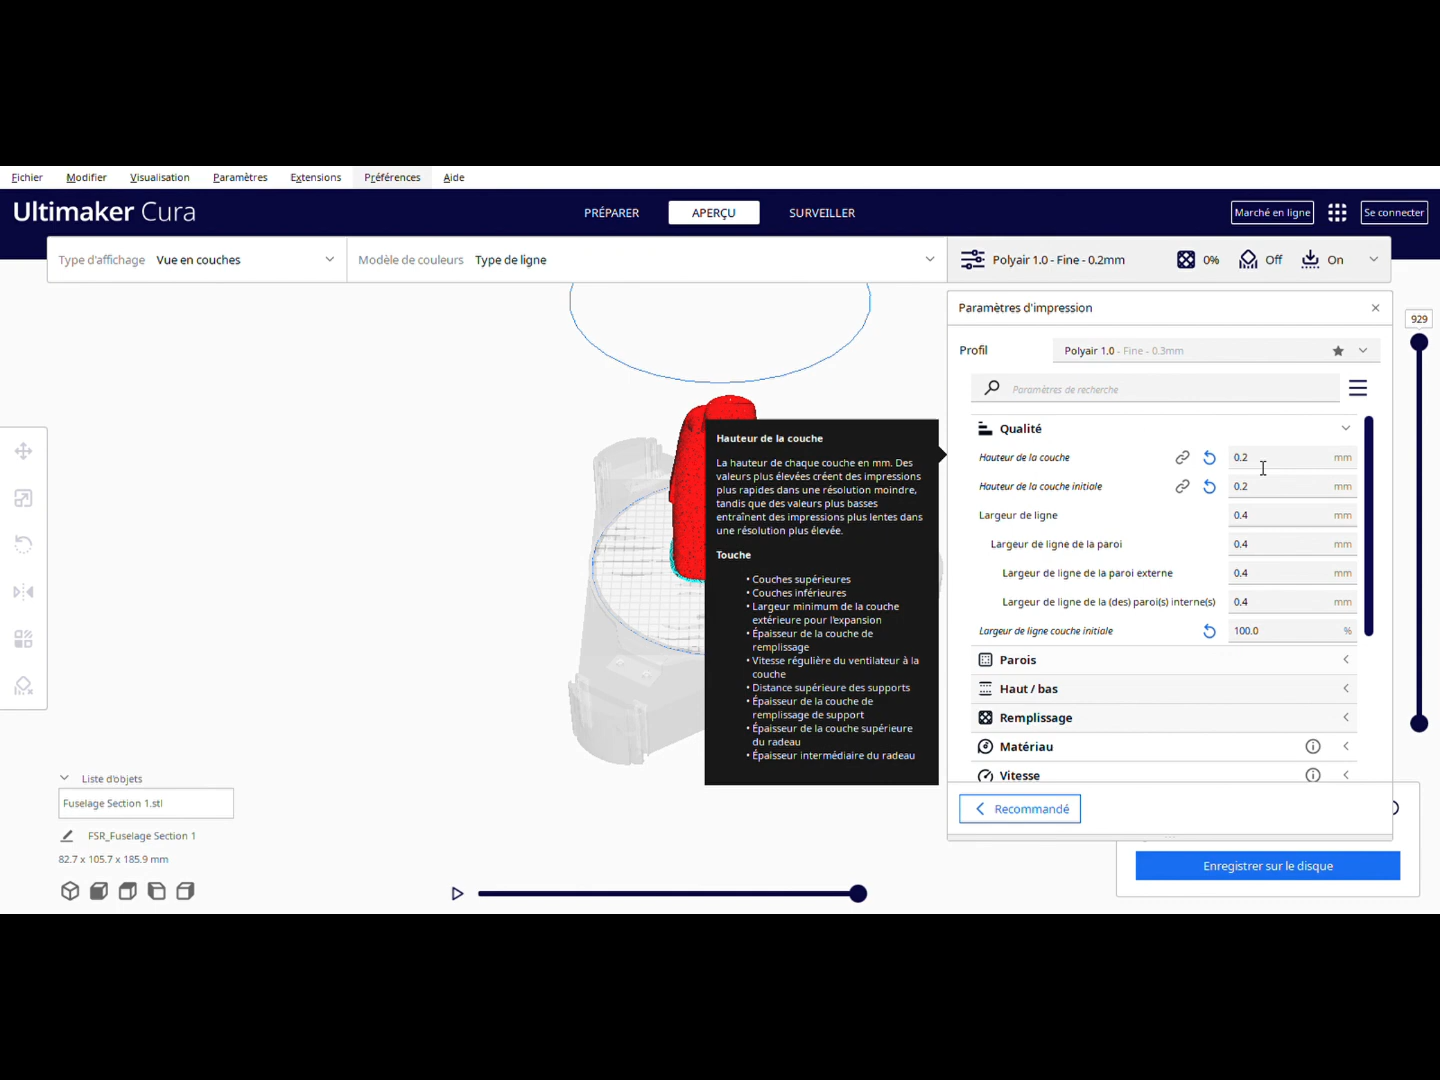 Fichier Modifier Visualisation Paramètres Extensions Préférences Aide
Ultimaker Cura
PRÉPARER APERÇU SURVEILLER
Marché en ligne Se connecter
Type d'affichage Vue en couches
Modèle de couleurs Type de ligne
Polyair 1.0 - Fine - 0.2mm 0% Off On
Paramètres d'impression
929
Profil Polyair 1.0 - Fine - 0.3mm
Paramètres de recherche
Qualité
Hauteur de la couche 0.2 mm
Hauteur de la couche initiale 0.2 mm
Largeur de ligne 0.4 mm
Largeur de ligne de la paroi 0.4 mm
Largeur de ligne de la paroi externe 0.4 mm
Largeur de ligne de la (des) paroi(s) interne(s) 0.4 mm
Largeur de ligne couche initiale 100.0 %
Parois
Haut / bas
Remplissage
Matériau
Vitesse
Recommandé
Enregistrer sur le disque
Hauteur de la couche
La hauteur de chaque couche en mm. Des
valeurs plus élevées créent des impressions
plus rapides dans une résolution moindre,
tandis que des valeurs plus basses
entraînent des impressions plus lentes dans
une résolution plus élevée.
Touche
• Couches supérieures
• Couches inférieures
• Largeur minimum de la couche
extérieure pour l'expansion
• Épaisseur de la couche de
remplissage
• Vitesse régulière du ventilateur à la
couche
• Distance supérieure des supports
• Épaisseur de la couche de
remplissage de support
• Épaisseur de la couche supérieure
du radeau
• Épaisseur intermédiaire du radeau
Liste d'objets
Fuselage Section 1.stl
FSR_Fuselage Section 1
82.7 x 105.7 x 185.9 mm